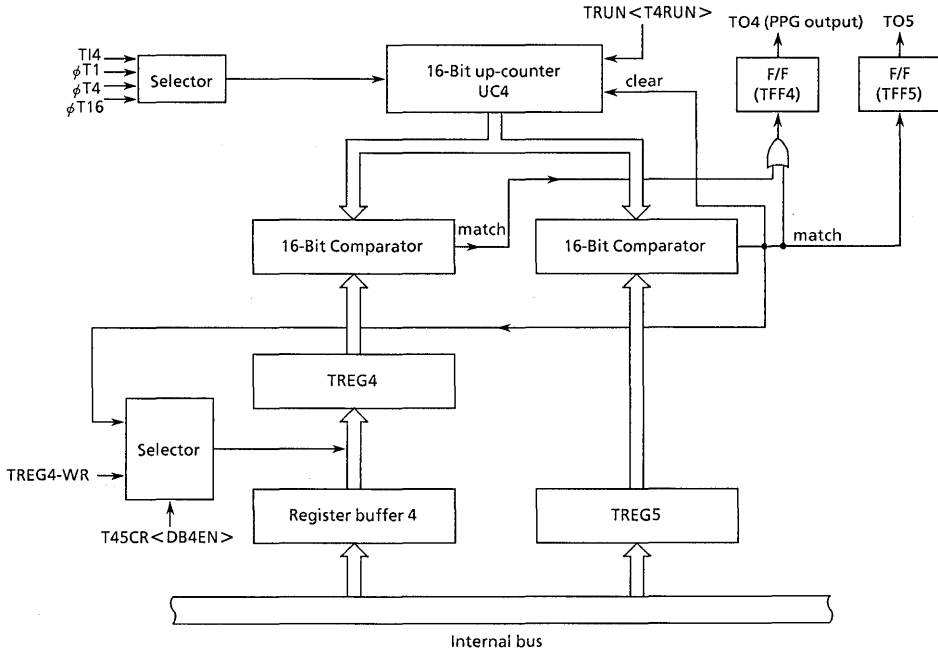 TRUN<T4RUN>
TO4 (PPG output)
TO5
TI4
φT1
φT4
φT16
Selector
16-Bit up-counter
UC4
clear
F/F
(TFF4)
F/F
(TFF5)
16-Bit Comparator
match
16-Bit Comparator
match
TREG4
Selector
TREG4-WR
T45CR<DB4EN>
Register buffer 4
TREG5
Internal bus